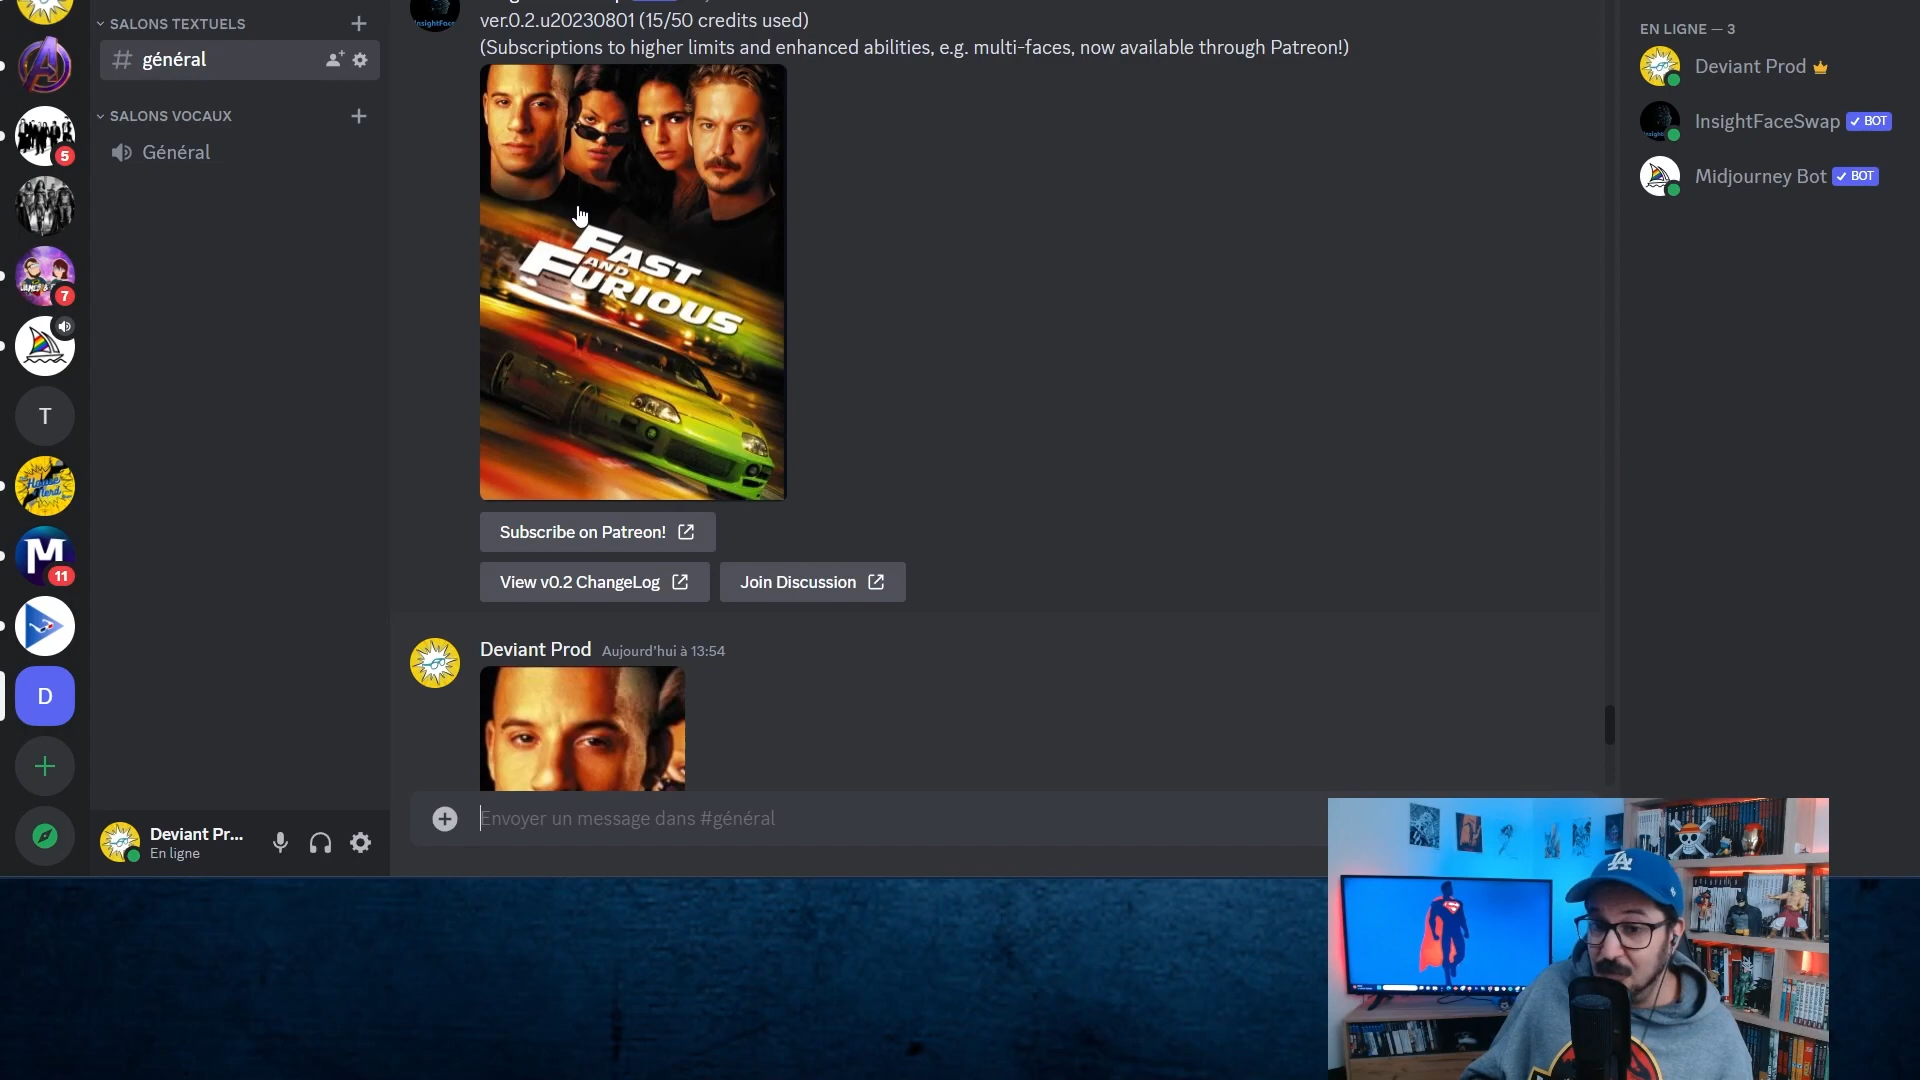 SALONS TEXTUELS
général
SALONS VOCAUX
Général
5
7
T
M
11
D
Deviant Pr...
En ligne
ver.0.2.u20230801 (15/50 credits used)
(Subscriptions to higher limits and enhanced abilities, e.g. multi-faces, now available through Patreon!)
FAST
AND
FURIOUS
Subscribe on Patreon!
View v0.2 ChangeLog
Join Discussion
Deviant Prod Aujourd'hui à 13:54
Envoyer un message dans #général
EN LIGNE — 3
Deviant Prod
InsightFaceSwap BOT
Midjourney Bot BOT
LA